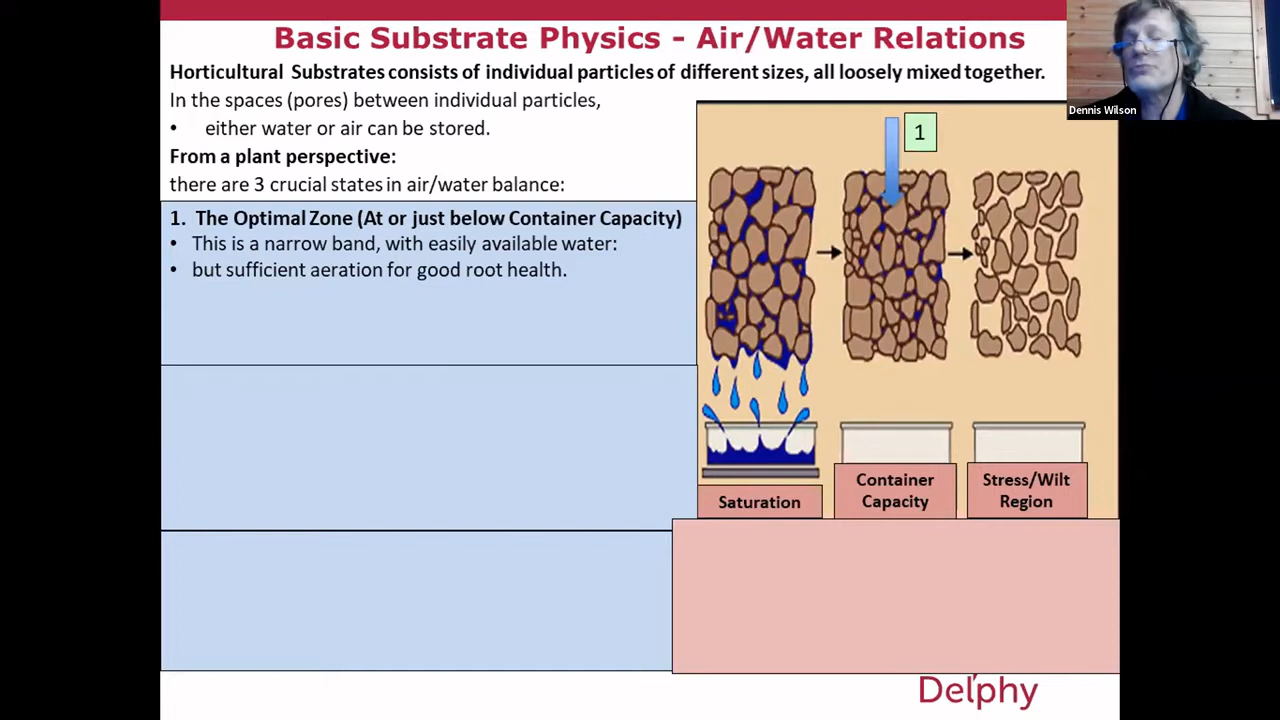 Basic Substrate Physics - Air/Water Relations
Horticultural Substrates consists of individual particles of different sizes, all loosely mixed together.
In the spaces (pores) between individual particles,
• either water or air can be stored.
From a plant perspective:
there are 3 crucial states in air/water balance:
1. The Optimal Zone (At or just below Container Capacity)
• This is a narrow band, with easily available water:
• but sufficient aeration for good root health.
1
Saturation
Container
Capacity
Stress/Wilt
Region
Delphy
Dennis Wilson